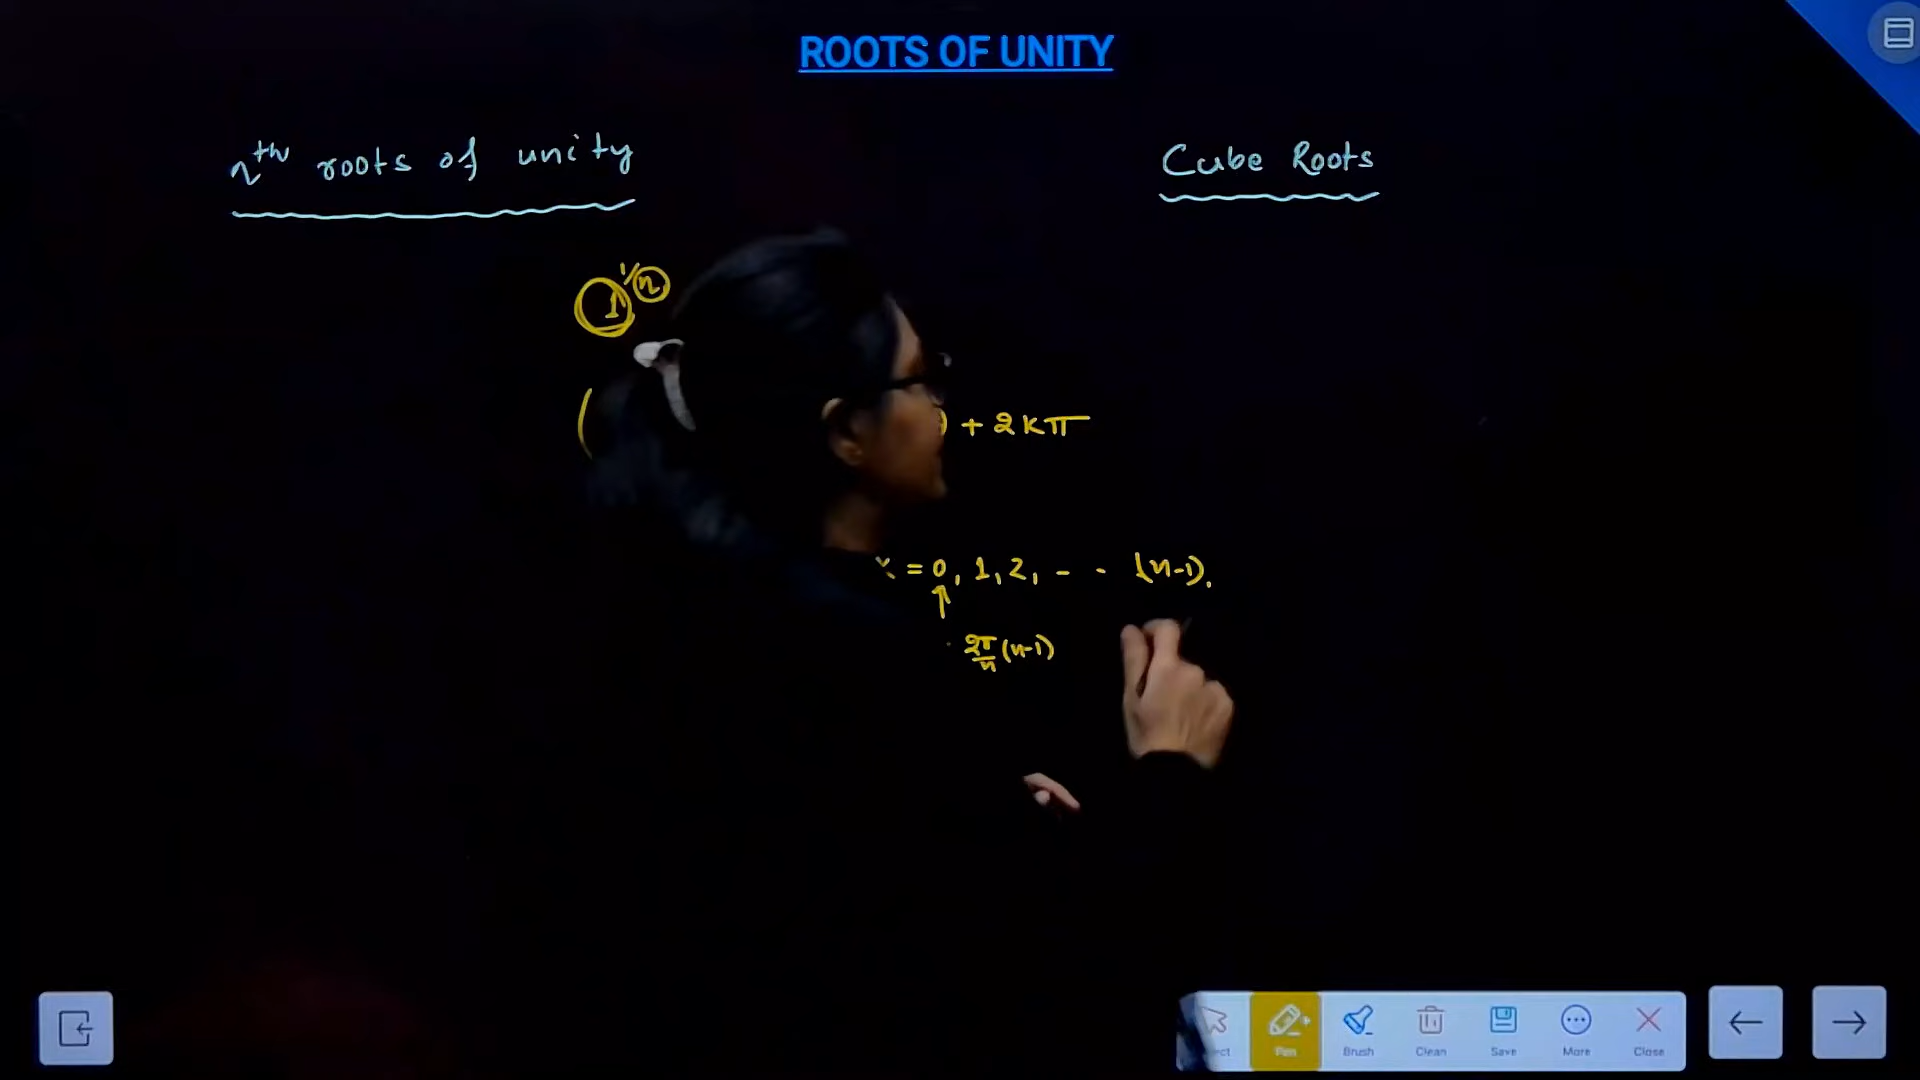 ROOTS OF UNITY
nth roots of unity
Cube Roots
1^1/n
( ) + 2Kπ
= 0, 1, 2, - - (n-1).
2π/n (n-1)
Pen
Brush
Clean
Save
More
Close